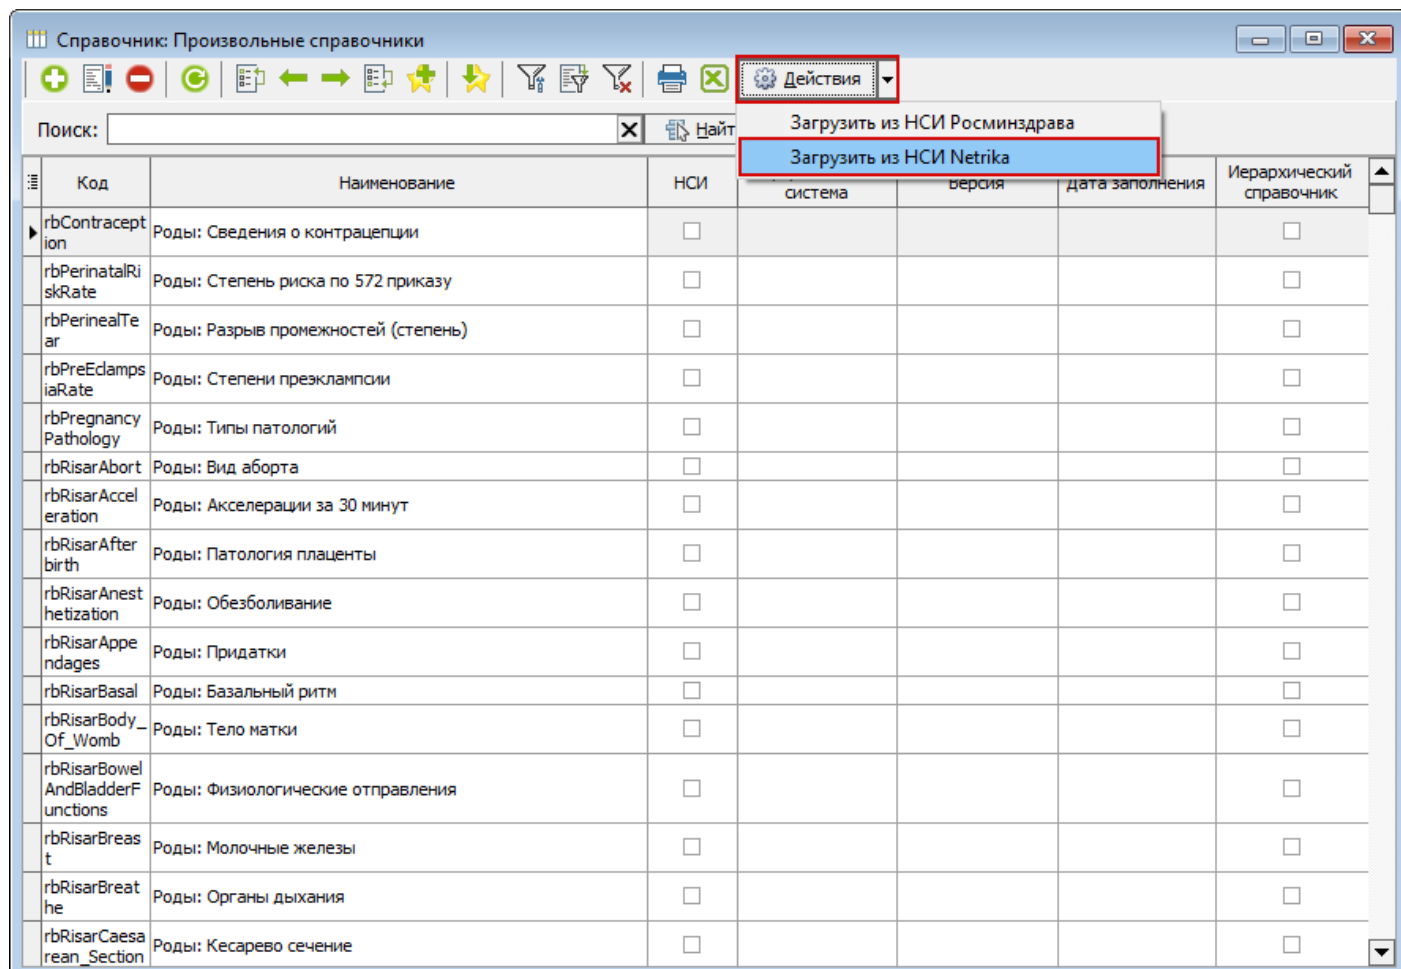 Справочник: Произвольные справочники
Действия
Поиск:
Найт
Загрузить из НСИ Росминздрава
Загрузить из НСИ Netrika
Код
Наименование
НСИ
система
Версия
Дата заполнения
Иерархический
справочник
rbContracept
ion
Роды: Сведения о контрацепции
rbPerinatalRi
skRate
Роды: Степень риска по 572 приказу
rbPerinealTe
ar
Роды: Разрыв промежностей (степень)
rbPreEclamps
iaRate
Роды: Степени преэклампсии
rbPregnancy
Pathology
Роды: Типы патологий
rbRisarAbort
Роды: Вид аборта
rbRisarAccel
eration
Роды: Акселерации за 30 минут
rbRisarAfter
birth
Роды: Патология плаценты
rbRisarAnest
hetization
Роды: Обезболивание
rbRisarAppe
ndages
Роды: Придатки
rbRisarBasal
Роды: Базальный ритм
rbRisarBody_
Of_Womb
Роды: Тело матки
rbRisarBowel
AndBladderF
unctions
Роды: Физиологические отправления
rbRisarBreas
t
Роды: Молочные железы
rbRisarBreat
he
Роды: Органы дыхания
rbRisarCaesa
rean_Section
Роды: Кесарево сечение